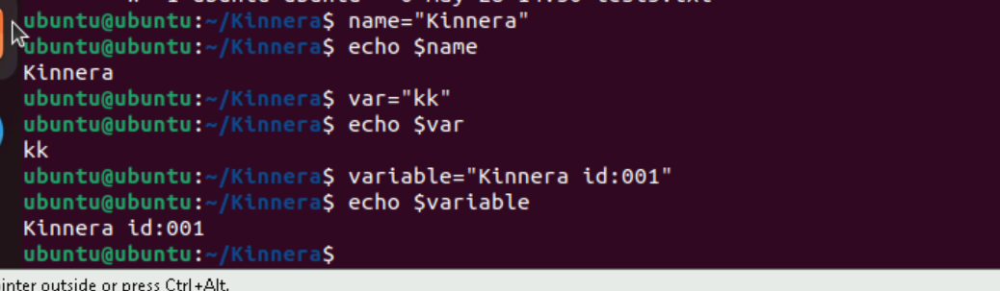 ubuntu@ubuntu:~/Kinnera$ name="Kinnera"
ubuntu@ubuntu:~/Kinnera$ echo $name
Kinnera
ubuntu@ubuntu:~/Kinnera$ var="kk"
ubuntu@ubuntu:~/Kinnera$ echo $var
kk
ubuntu@ubuntu:~/Kinnera$ variable="Kinnera id:001"
ubuntu@ubuntu:~/Kinnera$ echo $variable
Kinnera id:001
ubuntu@ubuntu:~/Kinnera$
inter outside or press Ctrl+Alt.